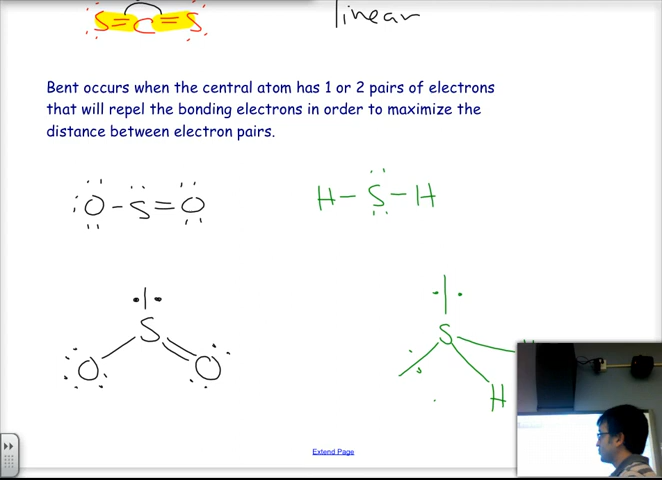 S=C=S linear
Bent occurs when the central atom has 1 or 2 pairs of electrons
that will repel the bonding electrons in order to maximize the
distance between electron pairs.
O-S=O H-S-H
S S
O O H
Extend Page